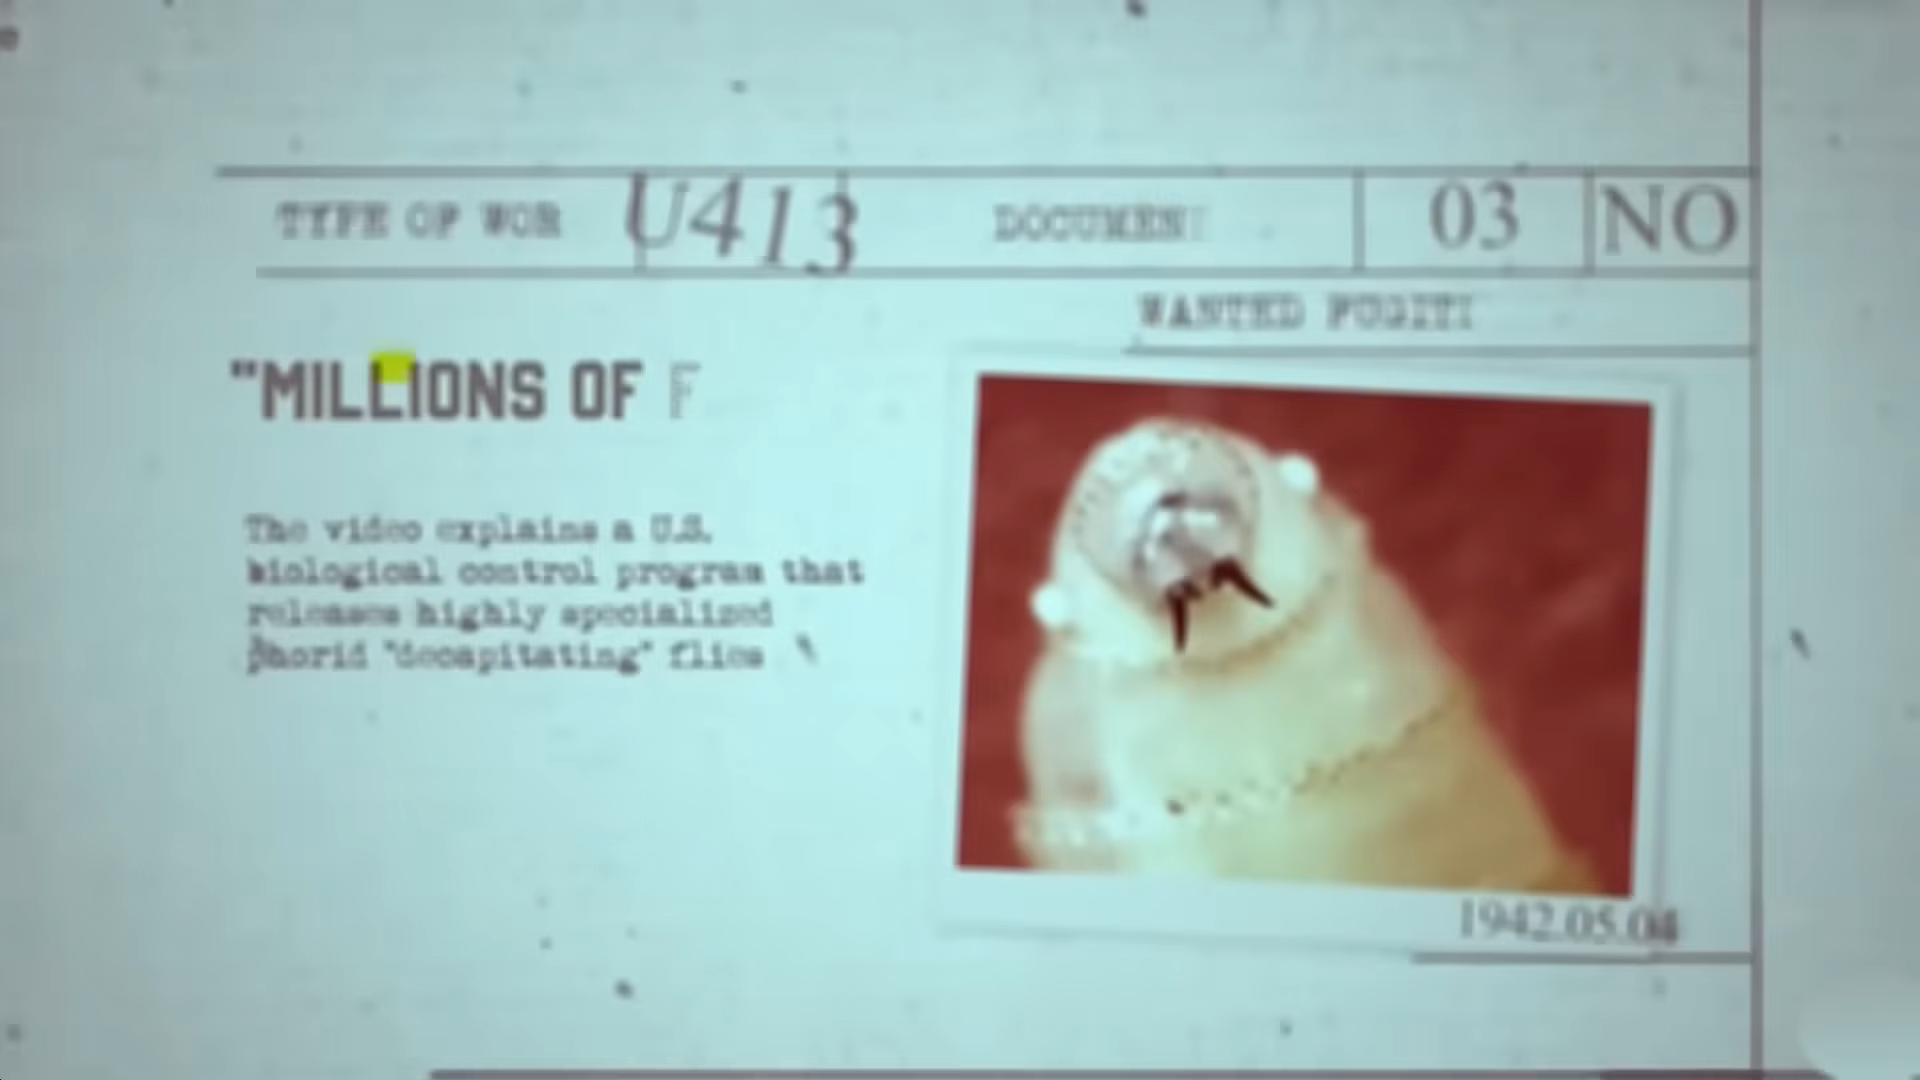 TYPE OF WOR U413 DOCUMEN 03 NO
WANTED FUGITI
"MILLIONS OF F
The video explains a U.S.
biological control program that
releases highly specialized
phorid "decapitating" flies
1942.05.04